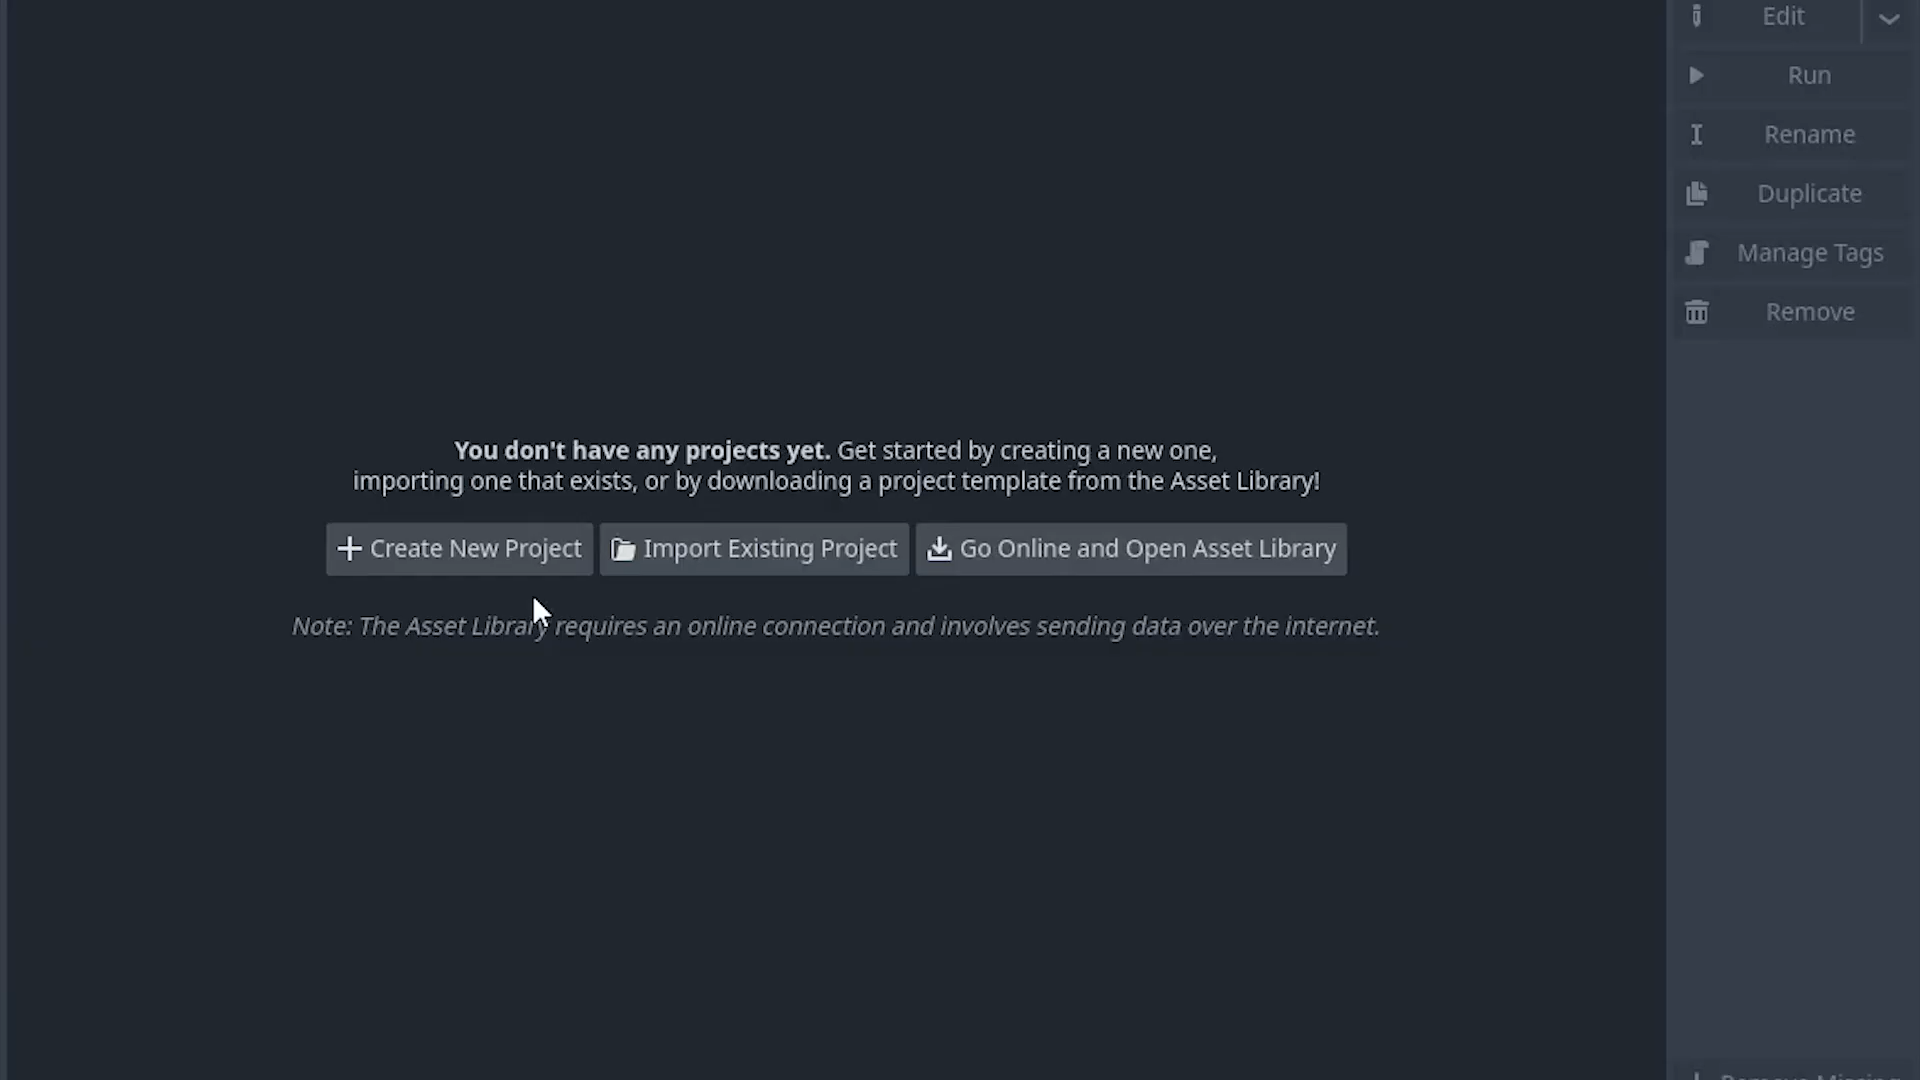 Edit
Run
Rename
Duplicate
Manage Tags
Remove
You don't have any projects yet. Get started by creating a new one,
importing one that exists, or by downloading a project template from the Asset Library!
Create New Project
Import Existing Project
Go Online and Open Asset Library
Note: The Asset Library requires an online connection and involves sending data over the internet.